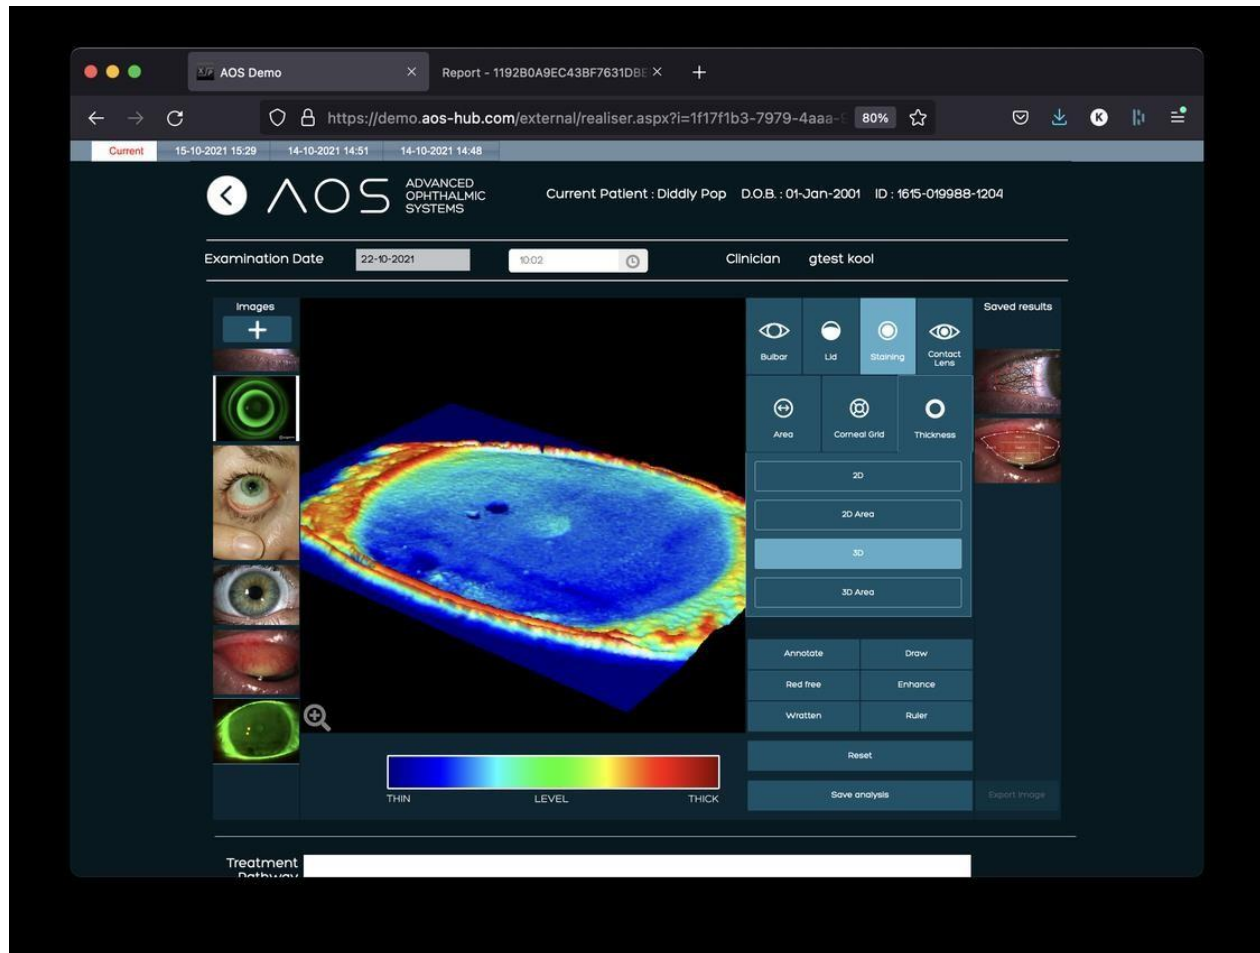 AOS Demo
Report - 1192B0A9EC43BF7631DBE
https://demo.aos-hub.com/external/realiser.aspx?i=1f17f1b3-7979-4aaa-
80%
K
Current 15-10-2021 15:29 14-10-2021 14:51 14-10-2021 14:48
AOS
ADVANCED
OPHTHALMIC
SYSTEMS
Current Patient : Diddly Pop D.O.B. : 01-Jan-2001 ID : 1615-019988-1204
Examination Date 22-10-2021 10:02 Clinician gtest kool
Images
Saved results
Bulbar Lid Staining Contact
Lens
Area Corneal Grid Thickness
2D
2D Area
3D
3D Area
Annotate Draw
Red free Enhance
Wratten Ruler
Reset
Save analysis Export image
THIN LEVEL THICK
Treatment
Pathway